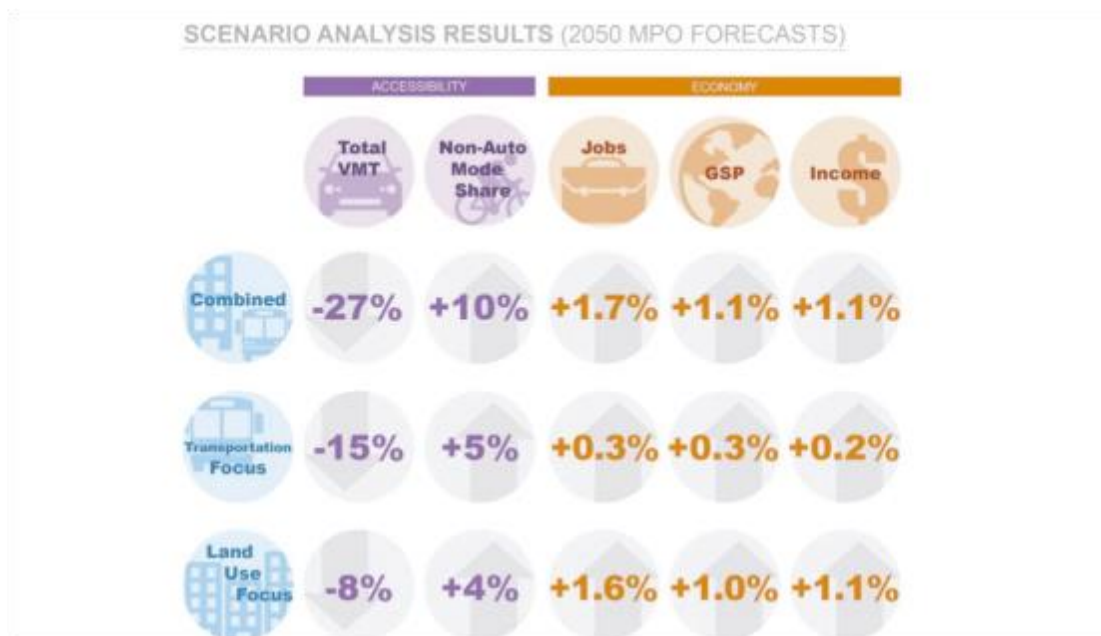 SCENARIO ANALYSIS RESULTS (2050 MPO FORECASTS)
ACCESSIBILITY ECONOMY
Total
VMT
Non-Auto
Mode
Share
Jobs
GSP
Income
Combined -27% +10% +1.7% +1.1% +1.1%
Transportation
Focus
-15% +5% +0.3% +0.3% +0.2%
Land
Use
Focus
-8% +4% +1.6% +1.0% +1.1%